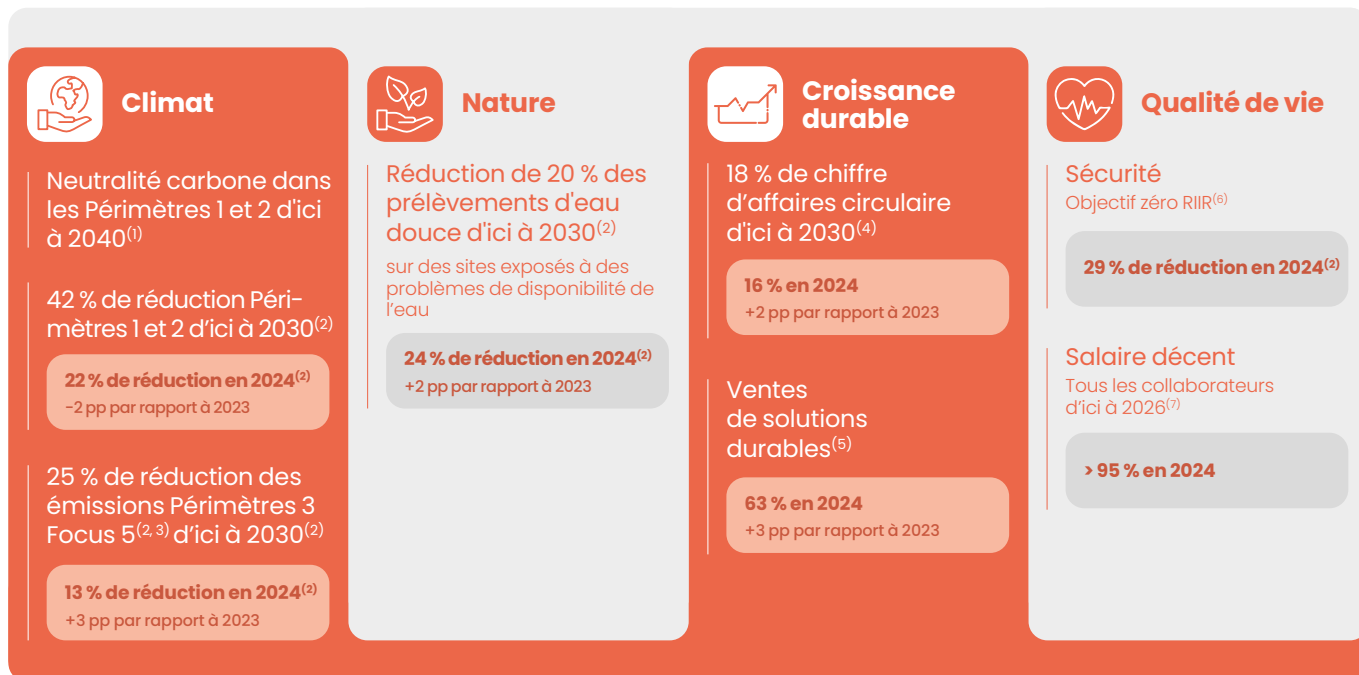 Climat
Neutralité carbone dans
les Périmètres 1 et 2 d'ici
à 2040(1)
42 % de réduction Péri-
mètres 1 et 2 d’ici à 2030(2)
22 % de réduction en 2024(2)
-2 pp par rapport à 2023
25 % de réduction des
émissions Périmètres 3
Focus 5(2, 3) d’ici à 2030(2)
13 % de réduction en 2024(2)
+3 pp par rapport à 2023
Nature
Réduction de 20 % des
prélèvements d'eau
douce d'ici à 2030(2)
sur des sites exposés à des
problèmes de disponibilité de
l’eau
24 % de réduction en 2024(2)
+2 pp par rapport à 2023
Croissance
durable
18 % de chiffre
d’affaires circulaire
d'ici à 2030(4)
16 % en 2024
+2 pp par rapport à 2023
Ventes
de solutions
durables(5)
63 % en 2024
+3 pp par rapport à 2023
Qualité de vie
Sécurité
Objectif zéro RIIR(6)
29 % de réduction en 2024(2)
Salaire décent
Tous les collaborateurs
d’ici à 2026(7)
> 95 % en 2024